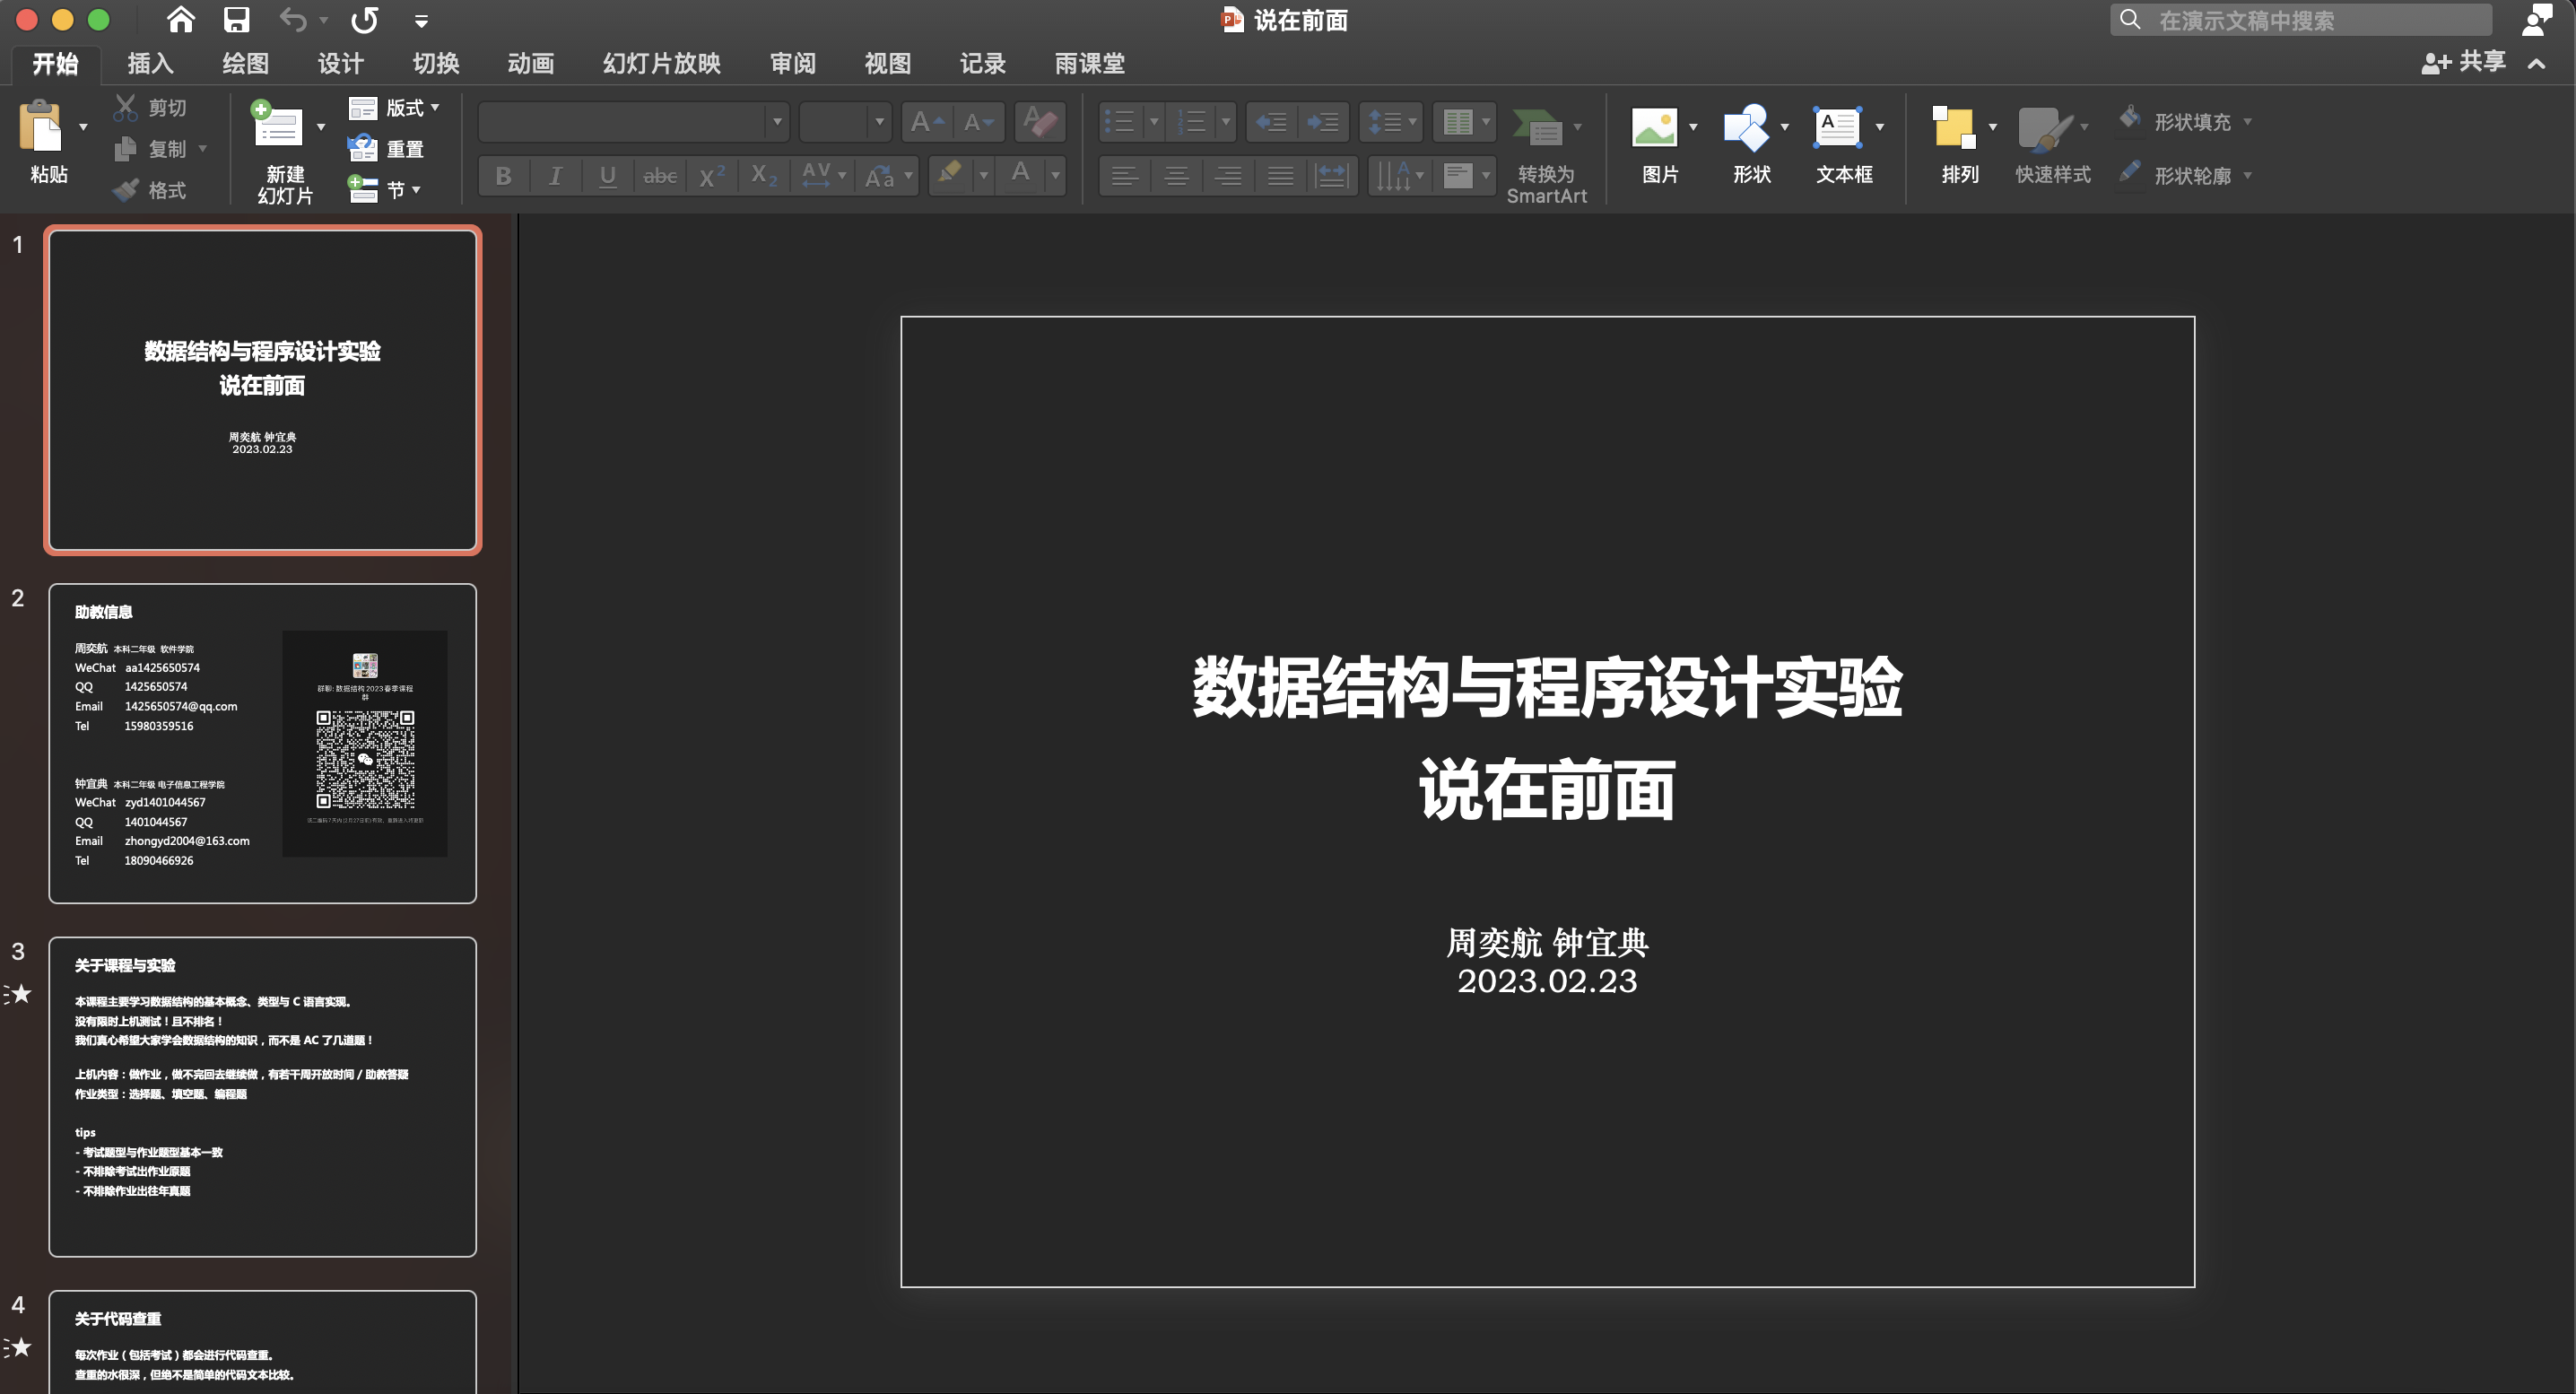 说在前面
在演示文稿中搜索
开始 插入 绘图 设计 切换 动画 幻灯片放映 审阅 视图 记录 雨课堂
共享
粘贴
剪切
复制
格式
新建
幻灯片
版式
重置
节
B I U abc X² X₂ AV Aa A
转换为
SmartArt
图片
形状
文本框
排列
快速样式
形状填充
形状轮廓
1
数据结构与程序设计实验
说在前面
周奕航 钟宜典
2023.02.23
2
助教信息
周奕航 本科二年级 软件学院
WeChat aa1425650574
QQ 1425650574
Email 1425650574@qq.com
Tel 15980359516
钟宜典 本科二年级 电子信息工程学院
WeChat zyd1401044567
QQ 1401044567
Email zhongyd2004@163.com
Tel 18090466926
群聊: 数据结构2023春季课程
群
3
关于课程与实验
本课程主要学习数据结构的基本概念、类型与 C 语言实现。
没有限时上机测试！且不排名！
我们真心希望大家学会数据结构的知识，而不是 AC 了几道题！
上机内容：做作业，做不完回去继续做，有若干周开放时间 / 助教答疑
作业类型：选择题、填空题、编程题
tips
- 考试题型与作业题型基本一致
- 不排除考试出作业原题
- 不排除作业出往年真题
4
关于代码查重
每次作业（包括考试）都会进行代码查重。
查重的水很深，但绝不是简单的代码文本比较。
数据结构与程序设计实验
说在前面
周奕航 钟宜典
2023.02.23